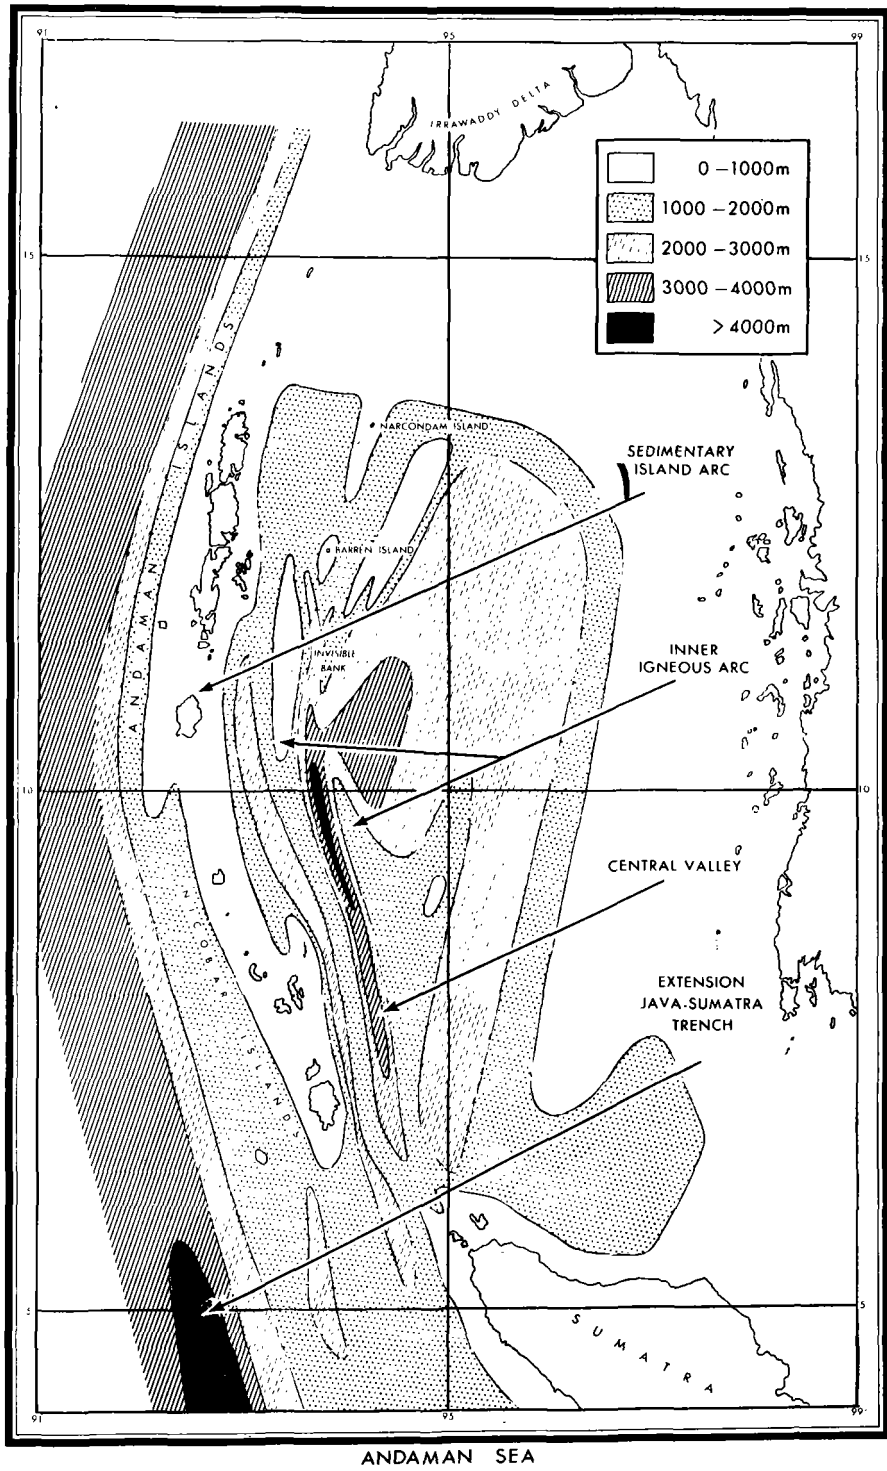 91
95
99
IRRAWADDY DELTA
0 – 1000m
1000 – 2000m
2000 – 3000m
3000 – 4000m
> 4000m
15
15
ANDAMAN ISLANDS
NARCONDAM ISLAND
SEDIMENTARY
ISLAND ARC
BARREN ISLAND
INVISIBLE
BANK
INNER
IGNEOUS ARC
10
10
CENTRAL VALLEY
NICOBAR ISLANDS
EXTENSION
JAVA-SUMATRA
TRENCH
5
5
SUMATRA
91
95
99
ANDAMAN SEA